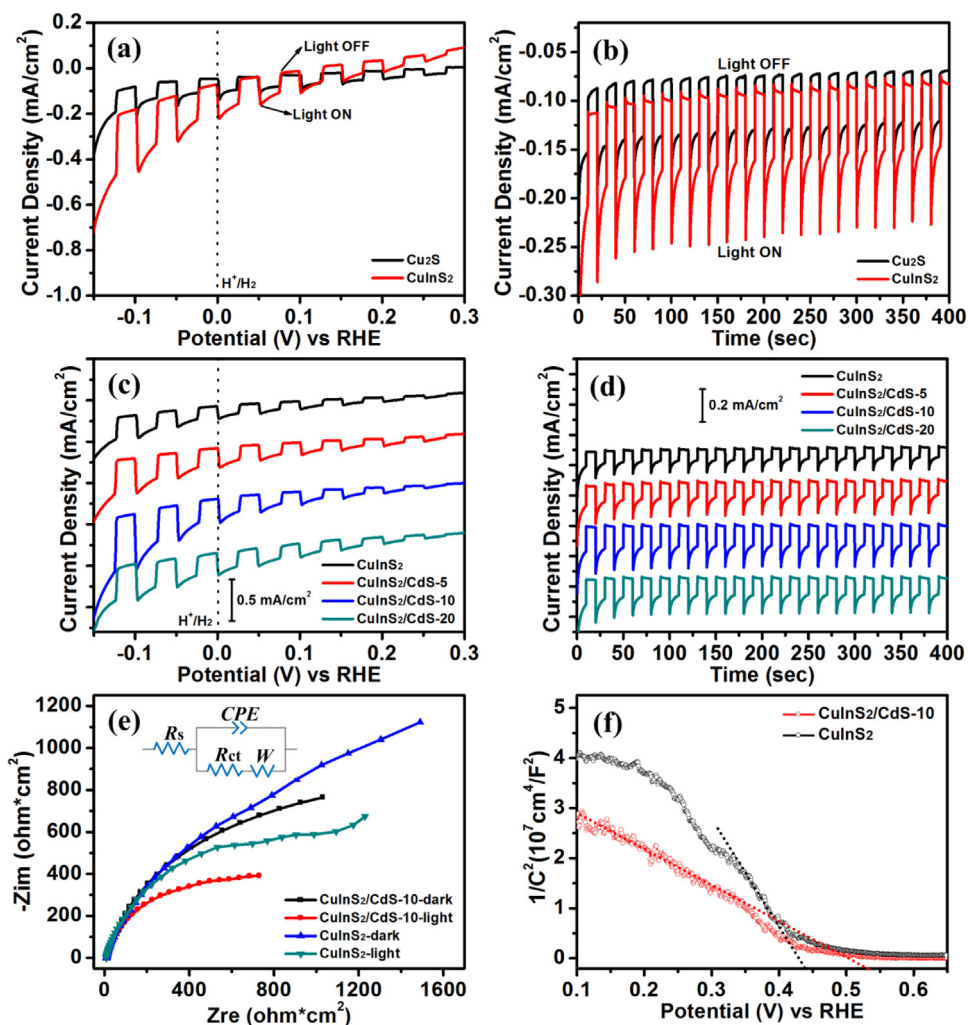 (a)
Light OFF
Light ON
H⁺/H₂
Cu₂S
CuInS₂
0.2
0.0
-0.2
-0.4
-0.6
-0.8
-1.0
Current Density (mA/cm²)
-0.1 0.0 0.1 0.2 0.3
Potential (V) vs RHE
(b)
Light OFF
Light ON
Cu₂S
CuInS₂
-0.05
-0.10
-0.15
-0.20
-0.25
-0.30
Current Density (mA/cm²)
0 50 100 150 200 250 300 350 400
Time (sec)
(c)
CuInS₂
CuInS₂/CdS-5
CuInS₂/CdS-10
CuInS₂/CdS-20
0.5 mA/cm²
H⁺/H₂
Current Density (mA/cm²)
-0.1 0.0 0.1 0.2 0.3
Potential (V) vs RHE
(d)
0.2 mA/cm²
CuInS₂
CuInS₂/CdS-5
CuInS₂/CdS-10
CuInS₂/CdS-20
Current Density (mA/cm²)
0 50 100 150 200 250 300 350 400
Time (sec)
(e)
CPE
Rs
Rct W
CuInS₂/CdS-10-dark
CuInS₂/CdS-10-light
CuInS₂-dark
CuInS₂-light
1200
1000
800
600
400
200
0
-Zim (ohm*cm²)
0 400 800 1200 1600
Zre (ohm*cm²)
(f)
CuInS₂/CdS-10
CuInS₂
5
4
3
2
1
0
1/C² (10⁷ cm⁴/F²)
0.1 0.2 0.3 0.4 0.5 0.6
Potential (V) vs RHE